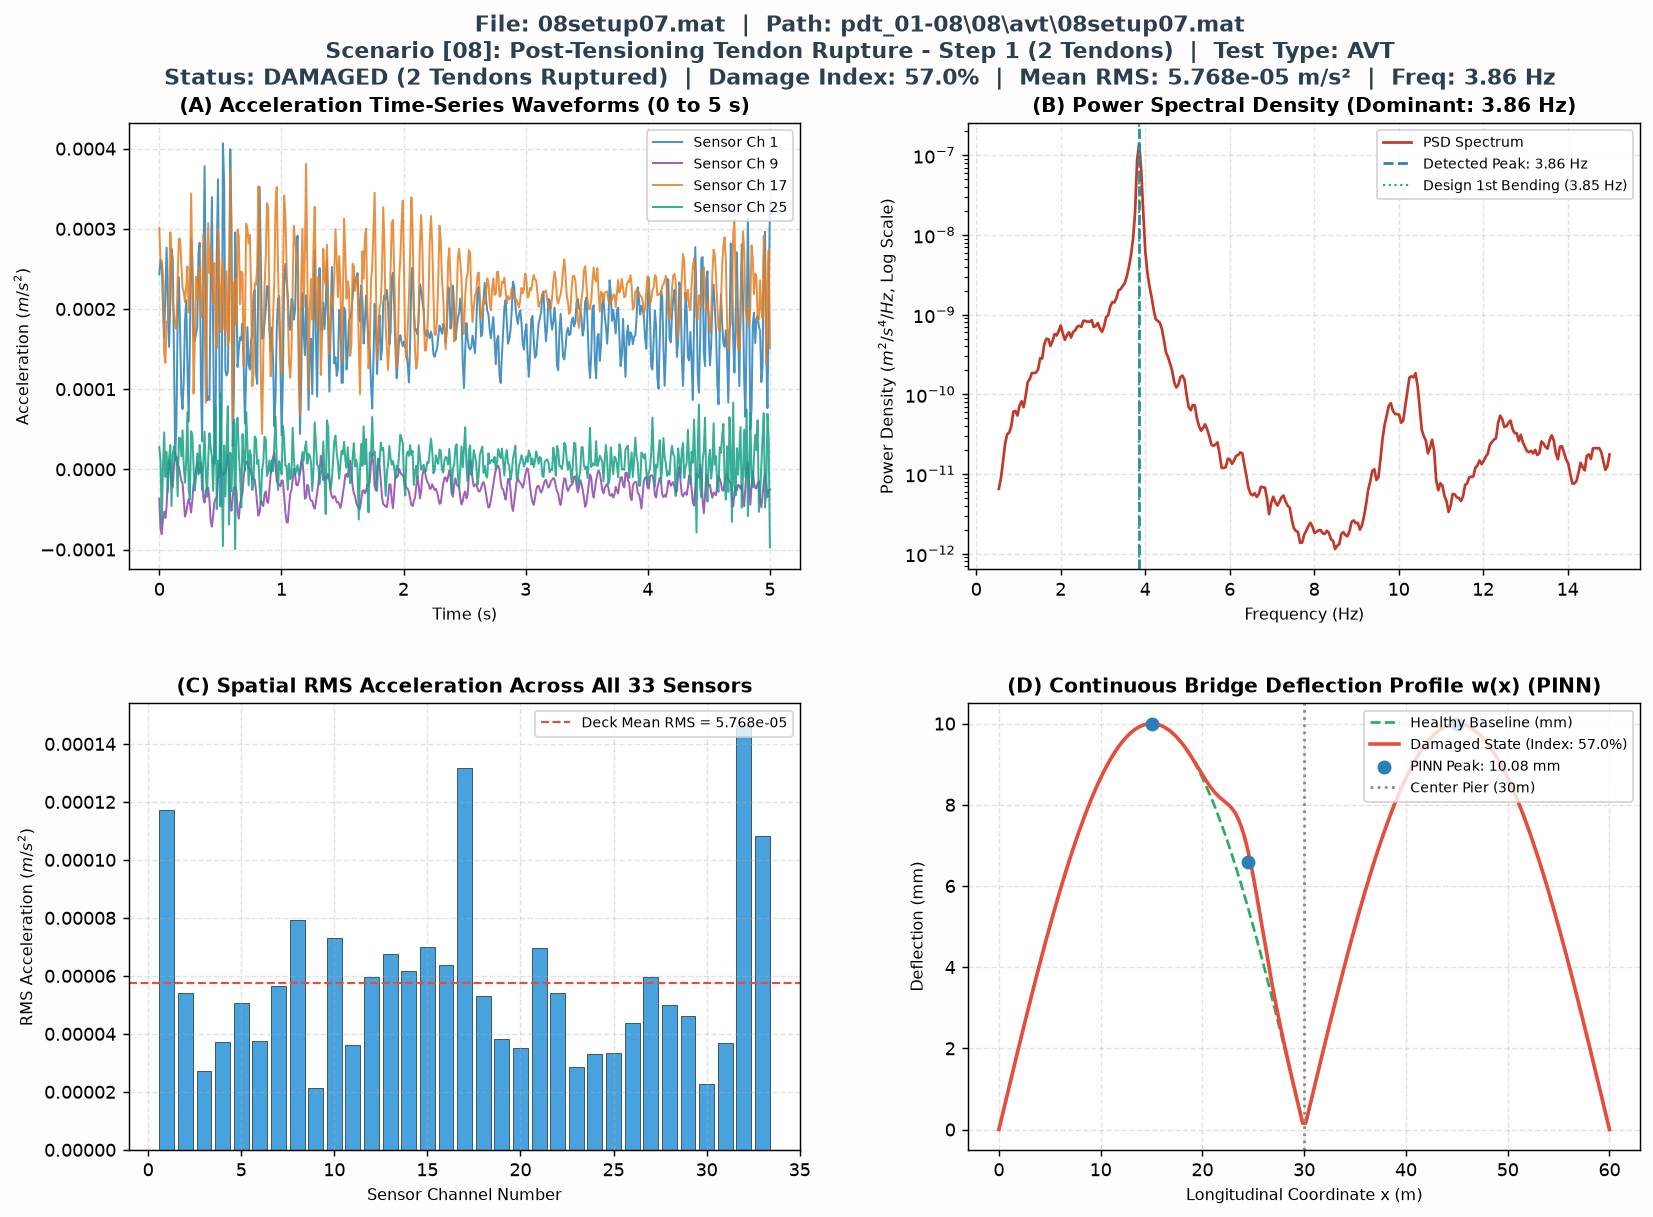 File: 08setup07.mat | Path: pdt_01-08\08\avt\08setup07.mat
Scenario [08]: Post-Tensioning Tendon Rupture - Step 1 (2 Tendons) | Test Type: AVT
Status: DAMAGED (2 Tendons Ruptured) | Damage Index: 57.0% | Mean RMS: 5.768e-05 m/s² | Freq: 3.86 Hz
(A) Acceleration Time-Series Waveforms (0 to 5 s)
Sensor Ch 1
Sensor Ch 9
Sensor Ch 17
Sensor Ch 25
0.0004
0.0003
0.0002
0.0001
0.0000
−0.0001
Acceleration (m/s²)
0 1 2 3 4 5
Time (s)
(B) Power Spectral Density (Dominant: 3.86 Hz)
PSD Spectrum
Detected Peak: 3.86 Hz
Design 1st Bending (3.85 Hz)
10⁻⁷
10⁻⁸
10⁻⁹
10⁻¹⁰
10⁻¹¹
10⁻¹²
Power Density (m²/s⁴/Hz, Log Scale)
0 2 4 6 8 10 12 14
Frequency (Hz)
(C) Spatial RMS Acceleration Across All 33 Sensors
Deck Mean RMS = 5.768e-05
0.00014
0.00012
0.00010
0.00008
0.00006
0.00004
0.00002
0.00000
RMS Acceleration (m/s²)
0 5 10 15 20 25 30 35
Sensor Channel Number
(D) Continuous Bridge Deflection Profile w(x) (PINN)
Healthy Baseline (mm)
Damaged State (Index: 57.0%)
PINN Peak: 10.08 mm
Center Pier (30m)
10
8
6
4
2
0
Deflection (mm)
0 10 20 30 40 50 60
Longitudinal Coordinate x (m)